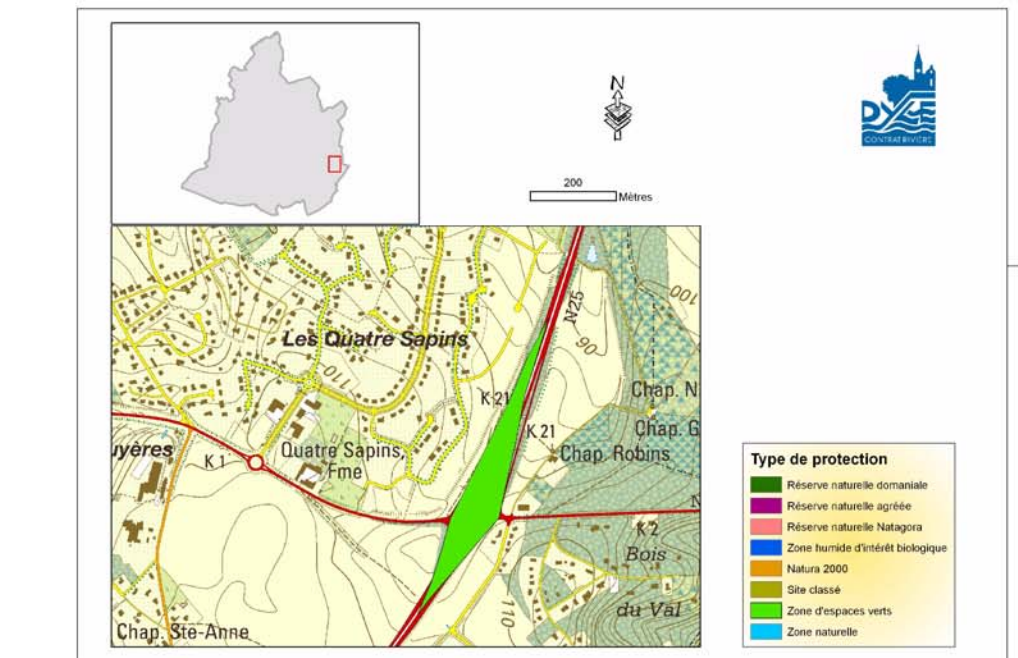 N
DYLE
CONTRAT RIVIERE
200
Mètres
N25
100
Les Quatre Sapins
90
110
K 21
Chap. N
K 21
Chap. G
uyères
K 1
Quatre Sapins,
Fme
Chap. Robins
N
K 2
Bois
du Val
110
Chap. Ste-Anne
Type de protection
Réserve naturelle domaniale
Réserve naturelle agréée
Réserve naturelle Natagora
Zone humide d'intérêt biologique
Natura 2000
Site classé
Zone d'espaces verts
Zone naturelle